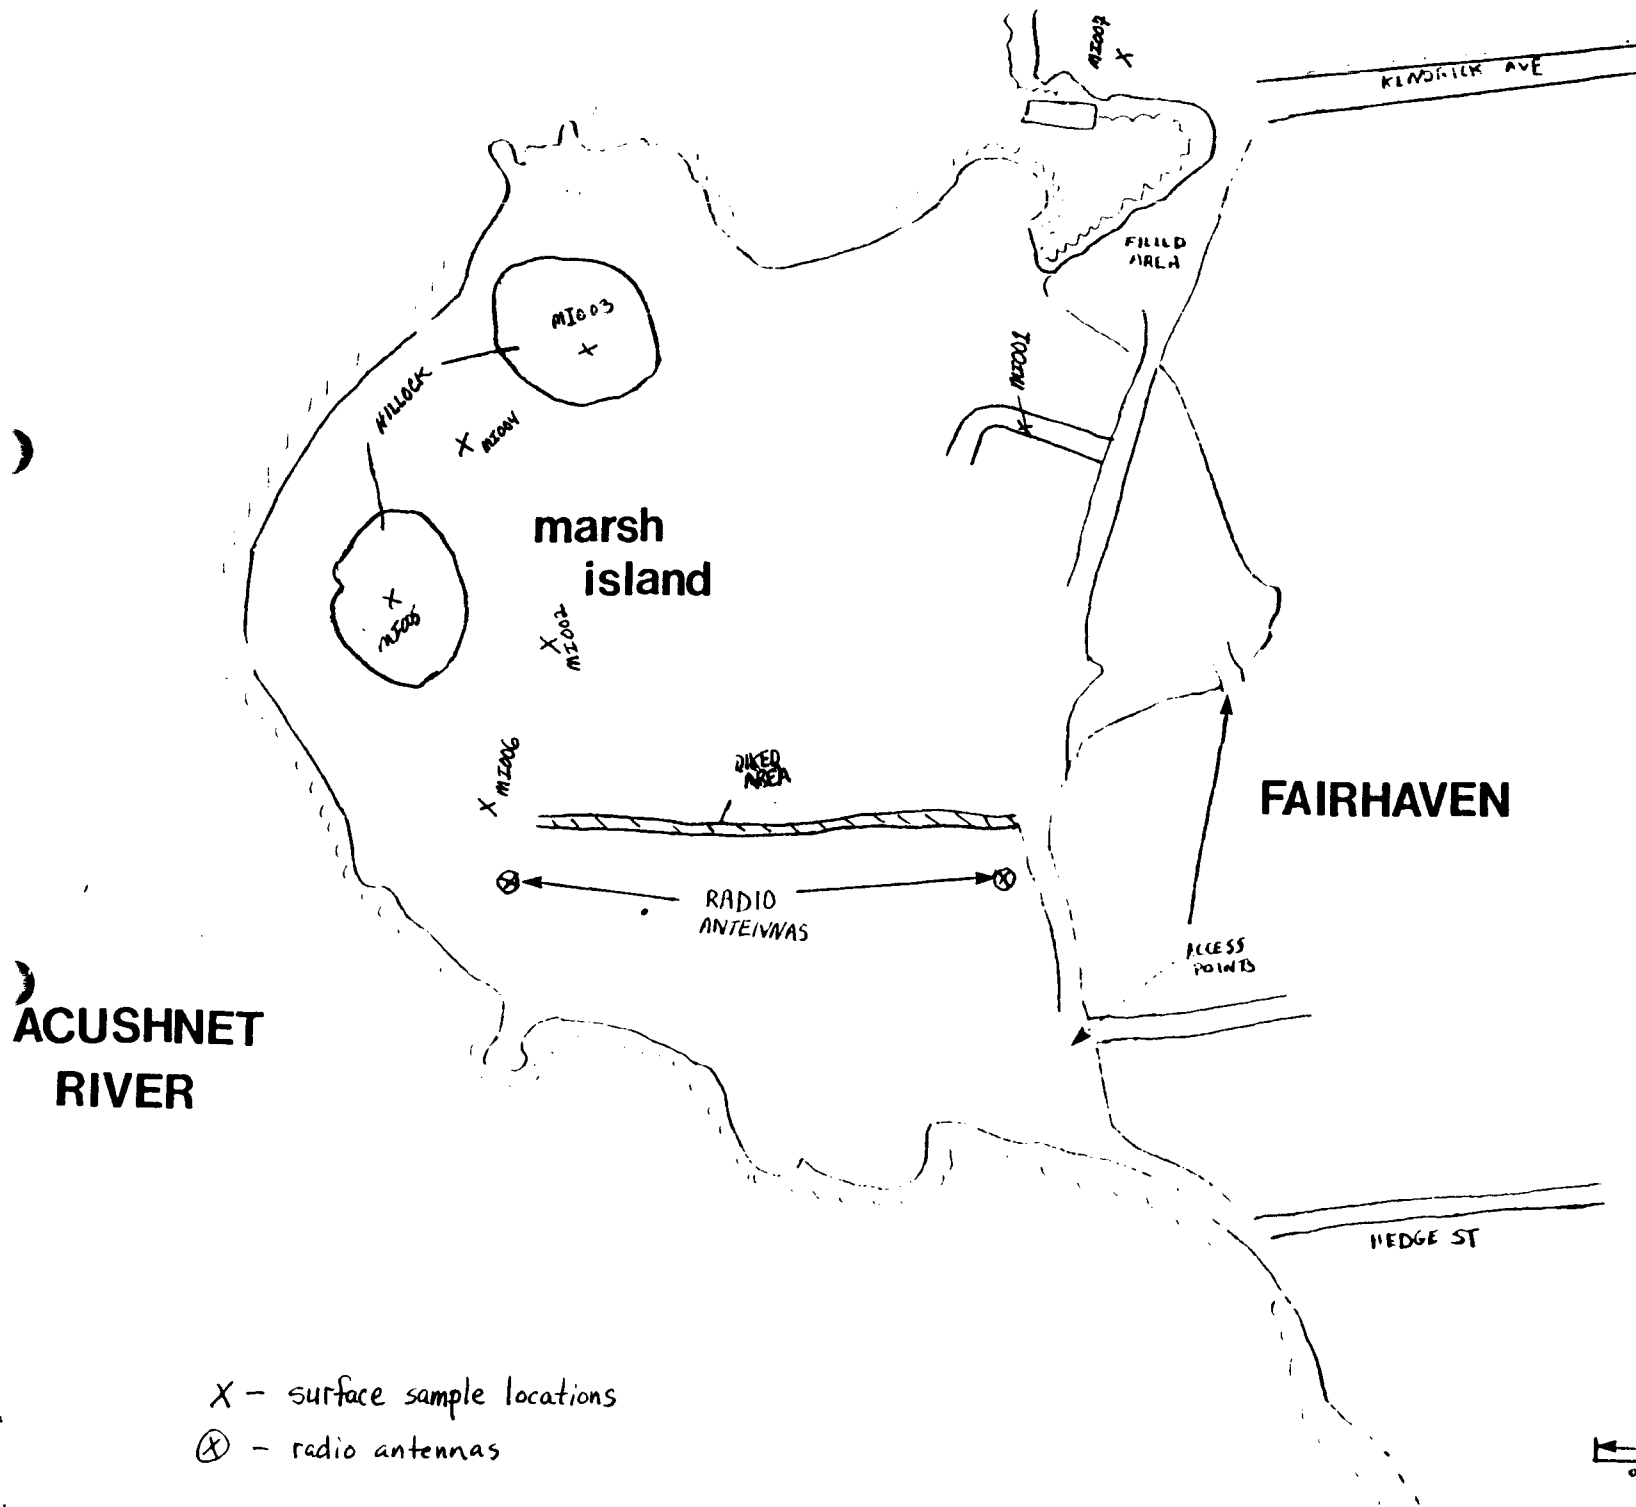 MI007
KENDRICK AVE
FILLED
AREA
MI003
MI001
HILLOCK
MI004
marsh
island
MI005
MI002
MI006
DIKED
AREA
FAIRHAVEN
RADIO
ANTENNAS
ACCESS
POINTS
ACUSHNET
RIVER
HEDGE ST
X - surface sample locations
ⓧ - radio antennas